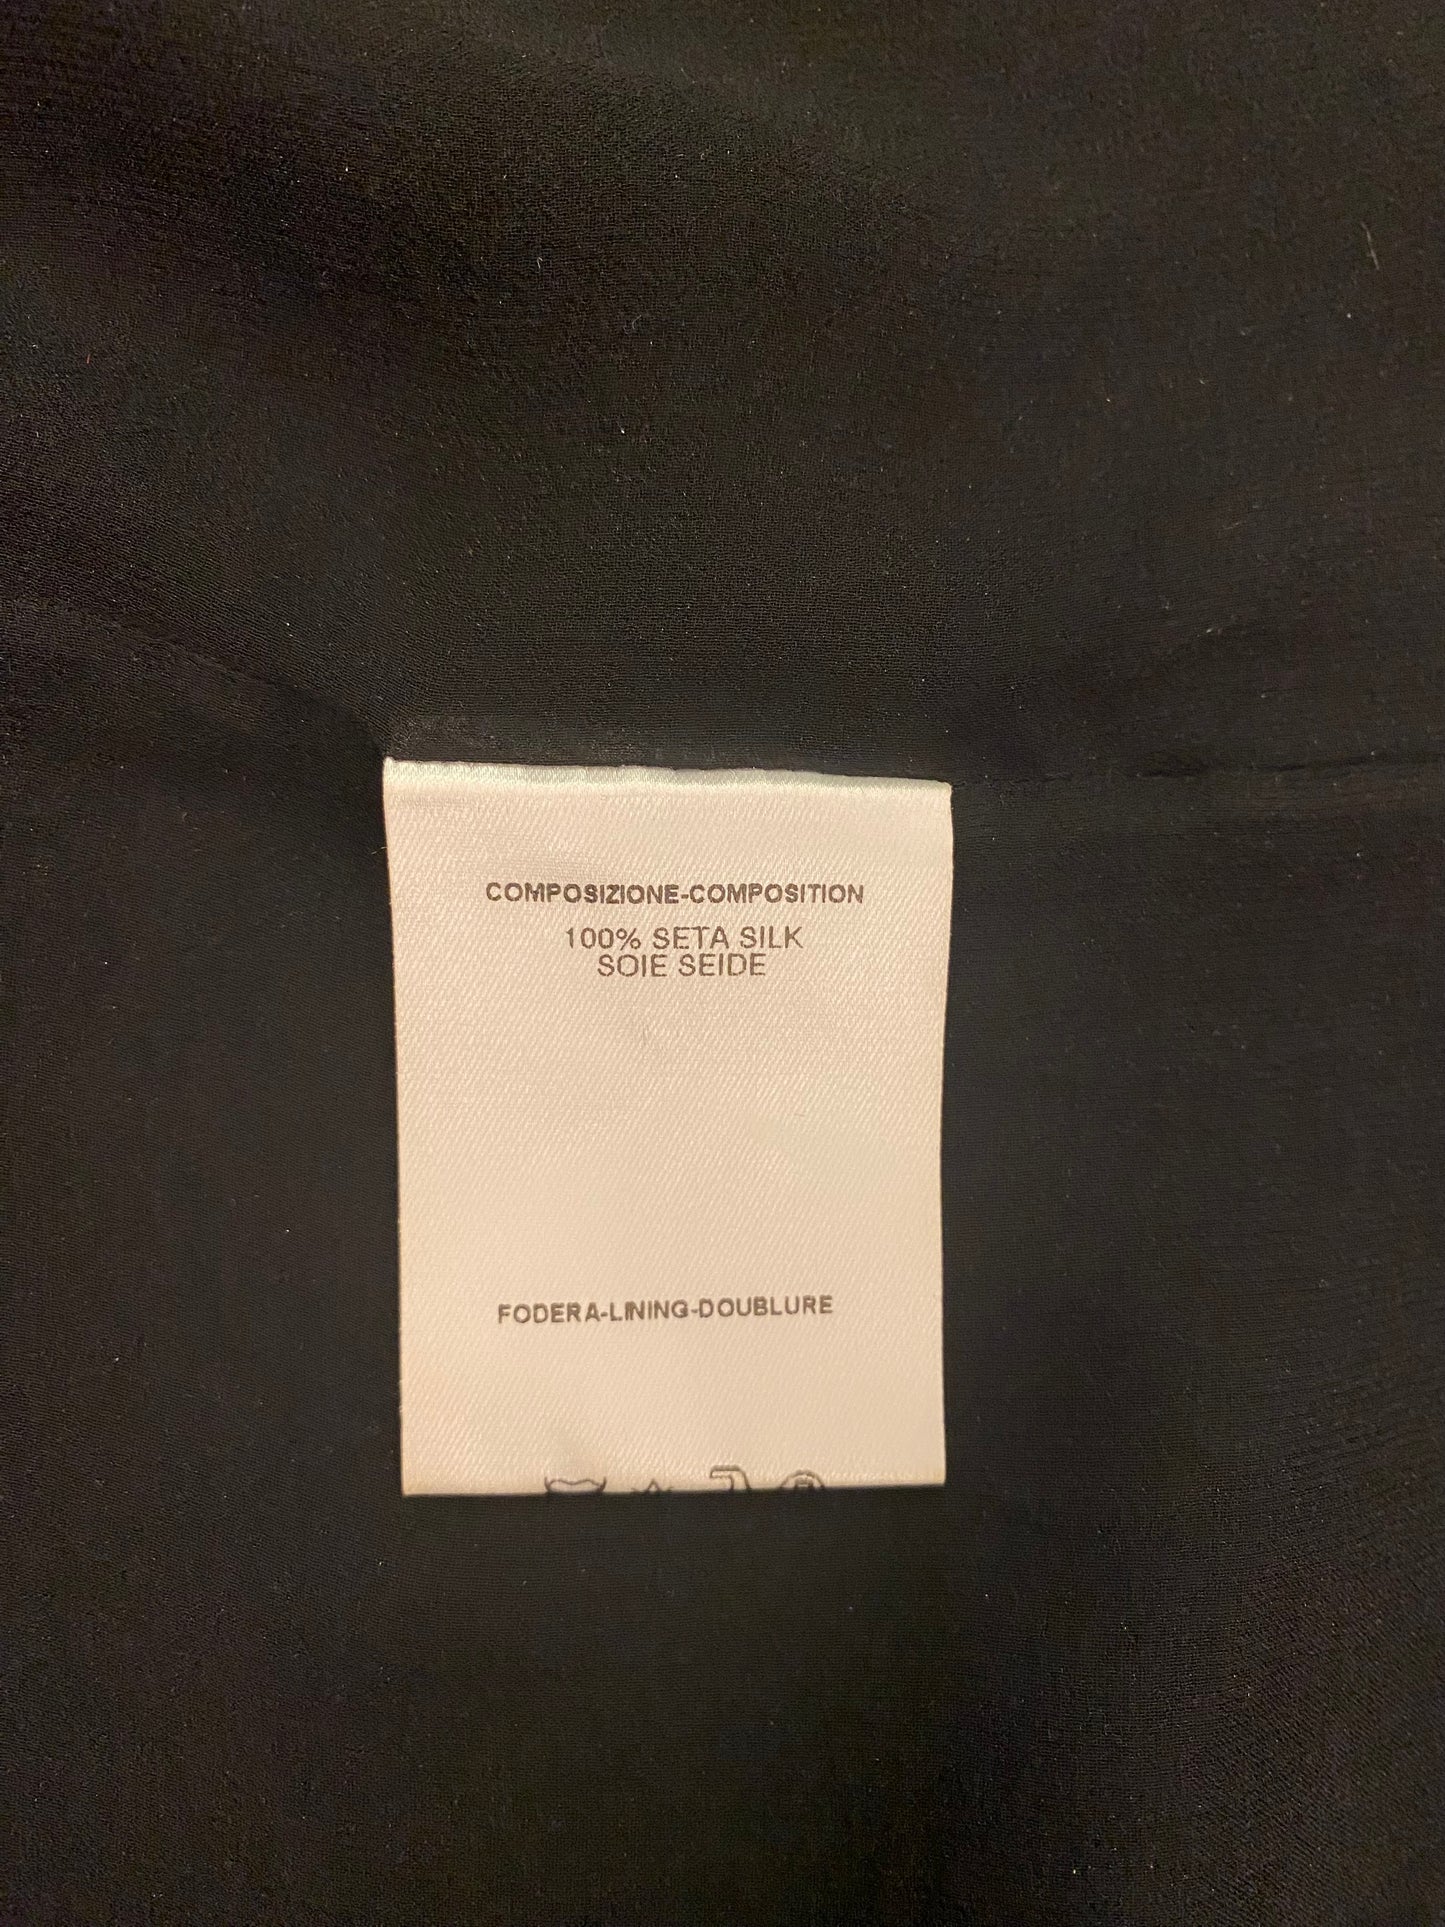 COMPOSIZIONE-COMPOSITION
100% SETA SILK
SOIE SEIDE
FODERA-LINING-DOUBLURE